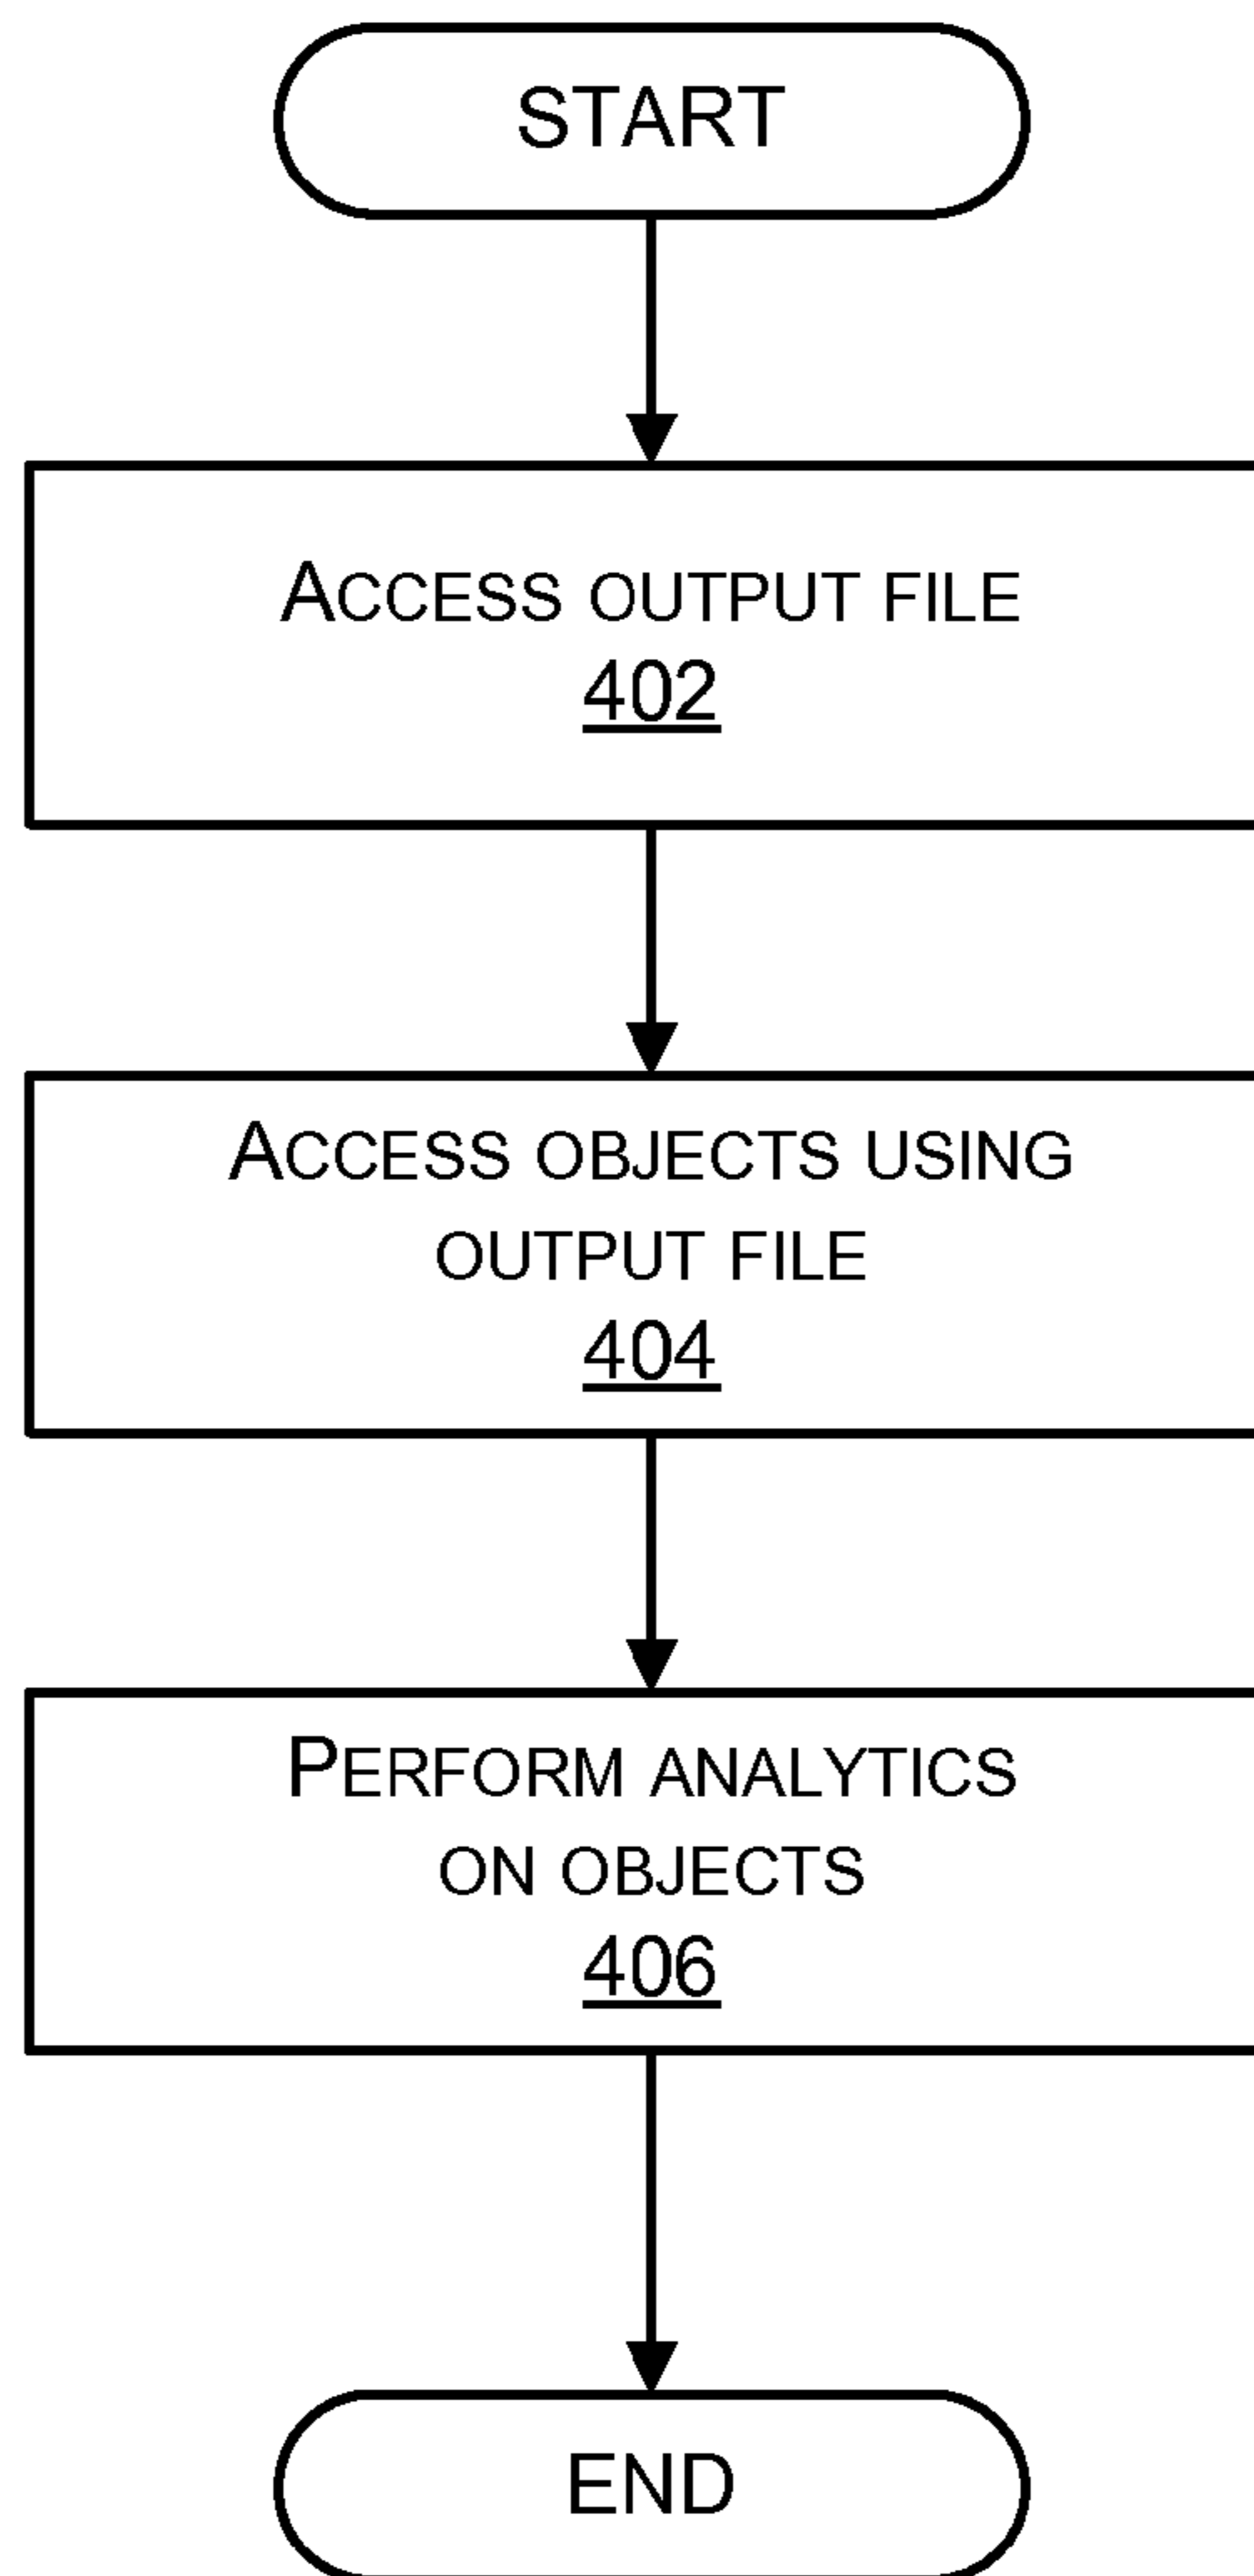 START
ACCESS OUTPUT FILE
402
ACCESS OBJECTS USING
OUTPUT FILE
404
PERFORM ANALYTICS
ON OBJECTS
406
END